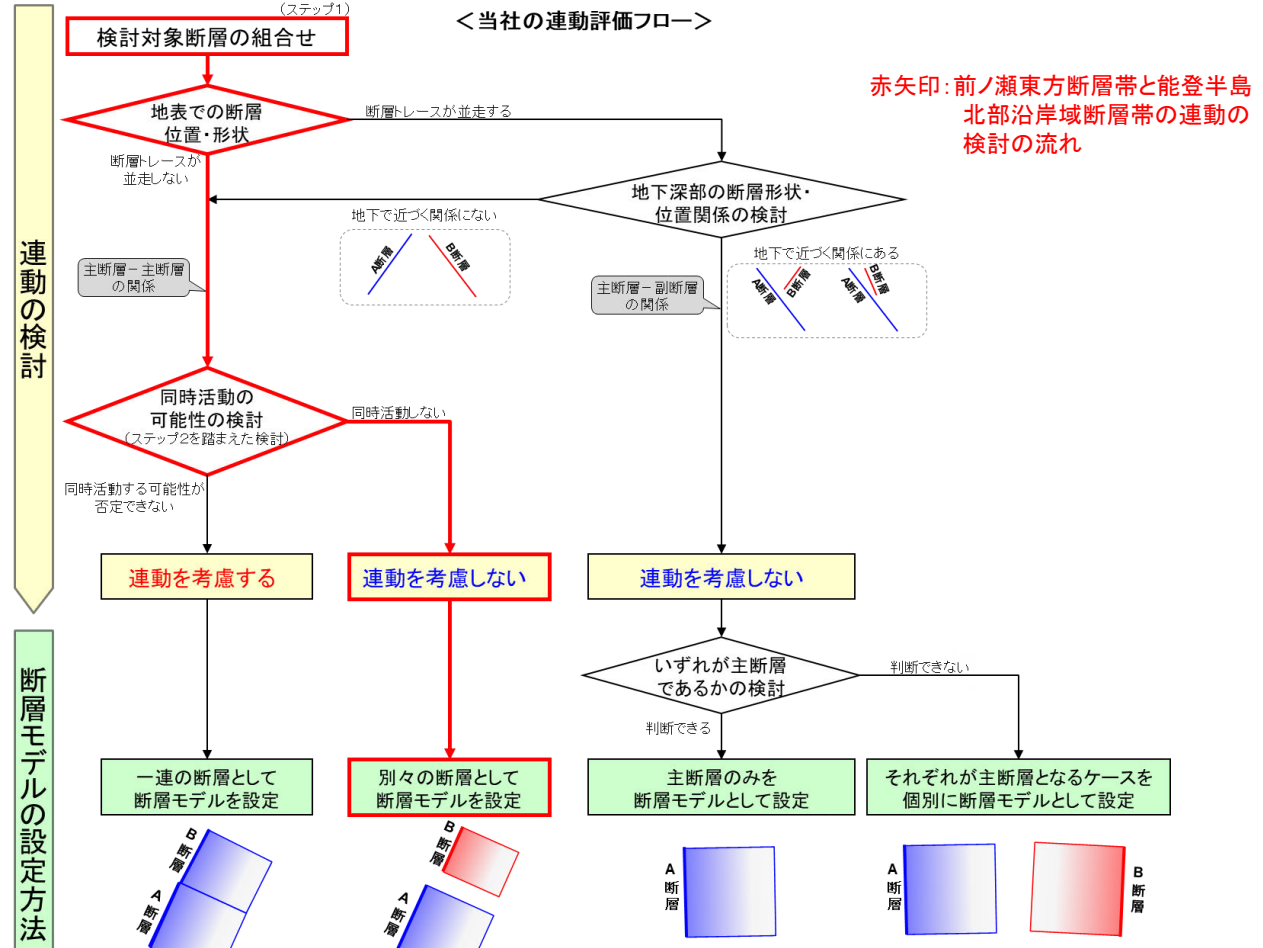 (ステップ1)
＜当社の連動評価フロー＞
検討対象断層の組合せ
赤矢印：前ノ瀬東方断層帯と能登半島
北部沿岸域断層帯の連動の
検討の流れ
地表での断層
位置・形状
断層トレースが並走する
断層トレースが
並走しない
地下深部の断層形状・
位置関係の検討
地下で近づく関係にない
A断層
B断層
地下で近づく関係にある
A断層
B断層
A断層
B断層
主断層－主断層
の関係
主断層－副断層
の関係
連動の検討
同時活動の
可能性の検討
(ステップ2を踏まえた検討)
同時活動しない
同時活動する可能性が
否定できない
連動を考慮する
連動を考慮しない
連動を考慮しない
いずれが主断層
であるかの検討
判断できない
判断できる
断層モデルの設定方法
一連の断層として
断層モデルを設定
別々の断層として
断層モデルを設定
主断層のみを
断層モデルとして設定
それぞれが主断層となるケースを
個別に断層モデルとして設定
B断層
A断層
B断層
A断層
A断層
A断層
B断層